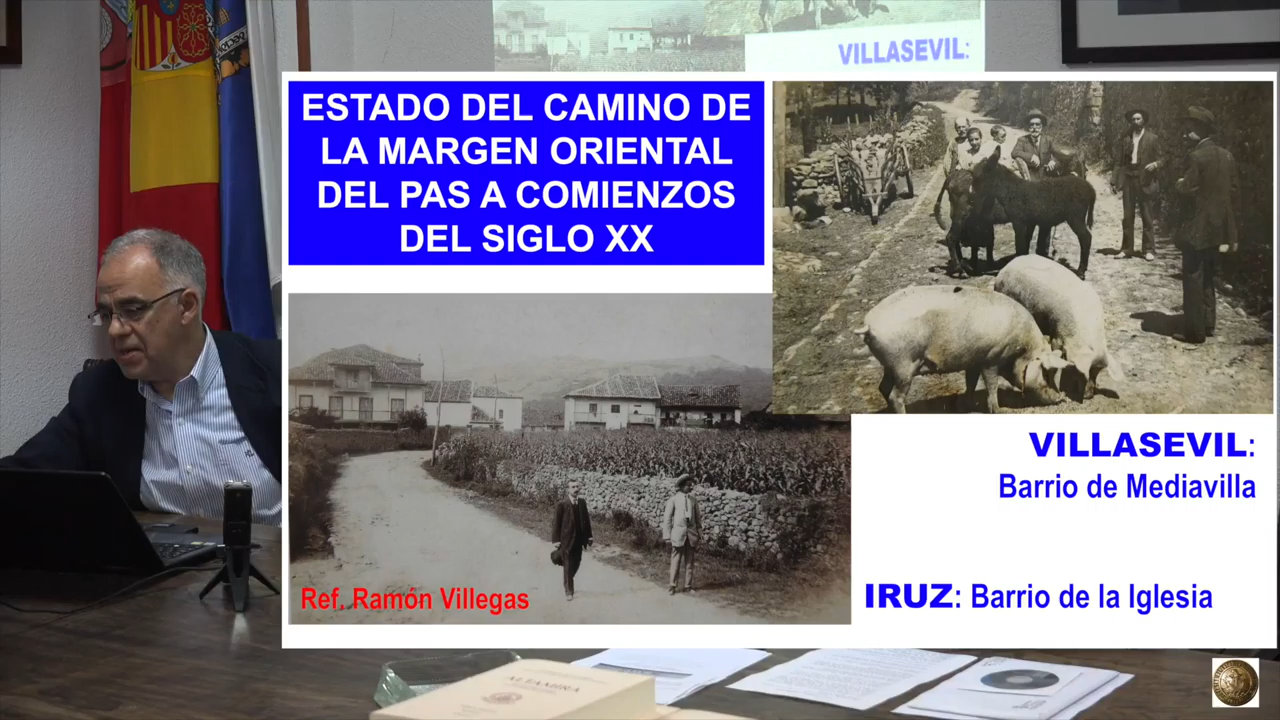 VILLASEVIL:
ESTADO DEL CAMINO DE
LA MARGEN ORIENTAL
DEL PAS A COMIENZOS
DEL SIGLO XX
VILLASEVIL:
Barrio de Mediavilla
Ref. Ramón Villegas
IRUZ: Barrio de la Iglesia
ALTAMIRA